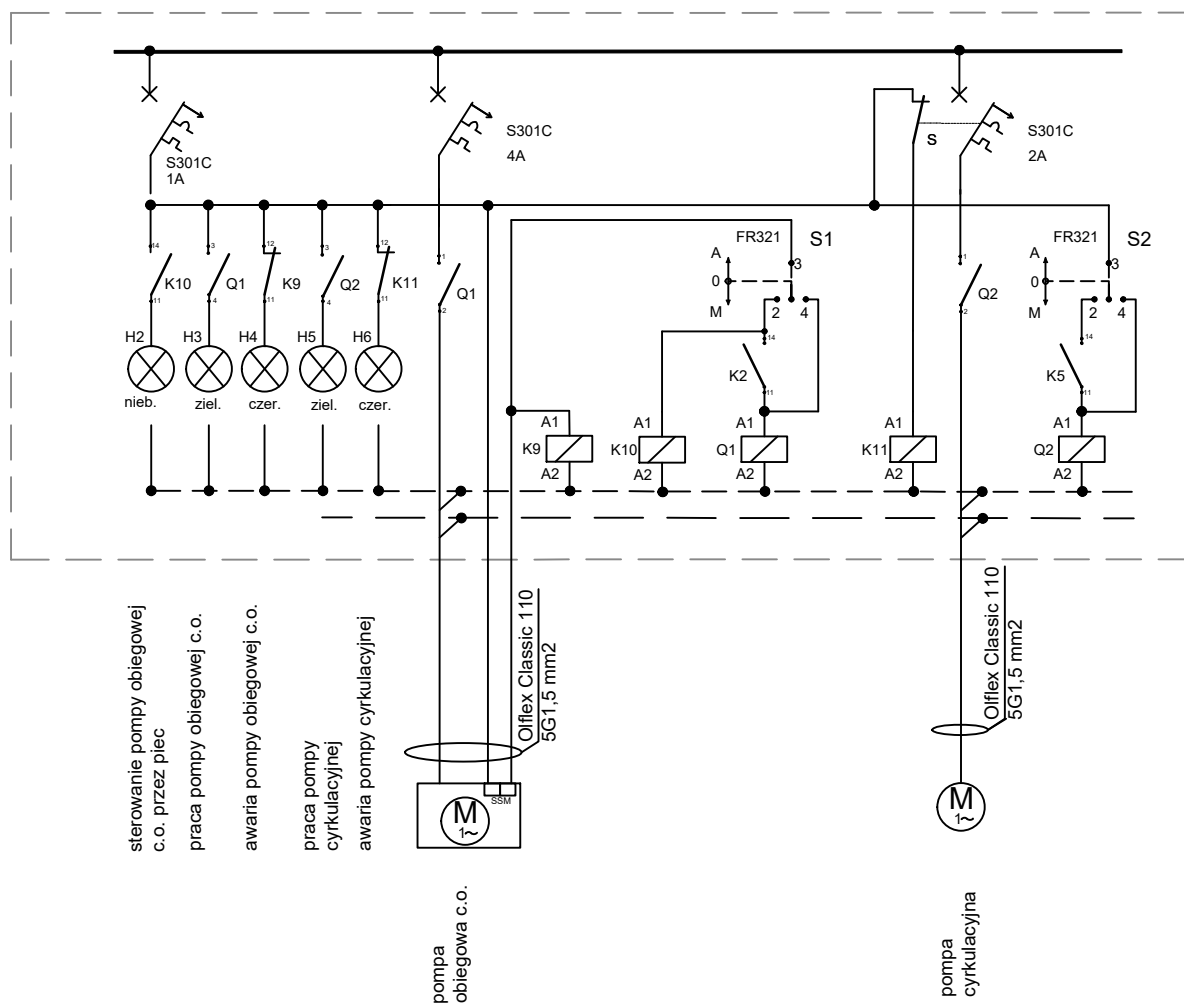 S301C
1A
S301C
4A
S
S301C
2A
FR321
S1
FR321
S2
A
0
M
3
2
4
A
0
M
3
2
4
14
K10
11
3
Q1
4
12
K9
11
3
Q2
4
12
K11
11
1
Q1
2
1
Q2
2
14
K2
11
14
K5
11
H2
H3
H4
H5
H6
nieb.
ziel.
czer.
ziel.
czer.
A1
K9
A2
A1
K10
A2
A1
Q1
A2
A1
K11
A2
A1
Q2
A2
sterowanie pompy obiegowej
c.o. przez piec
praca pompy obiegowej c.o.
awaria pompy obiegowej c.o.
praca pompy
cyrkulacyjnej
awaria pompy cyrkulacyjnej
Olflex Classic 110
5G1,5 mm2
Olflex Classic 110
5G1,5 mm2
SSM
M
1~
M
1~
pompa
obiegowa c.o.
pompa
cyrkulacyjna